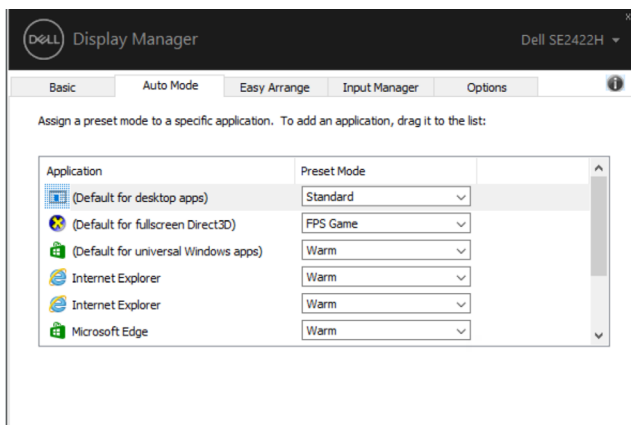 DELL Display Manager
Dell SE2422H
Basic Auto Mode Easy Arrange Input Manager Options
Assign a preset mode to a specific application. To add an application, drag it to the list:
Application Preset Mode
(Default for desktop apps) Standard
(Default for fullscreen Direct3D) FPS Game
(Default for universal Windows apps) Warm
Internet Explorer Warm
Internet Explorer Warm
Microsoft Edge Warm